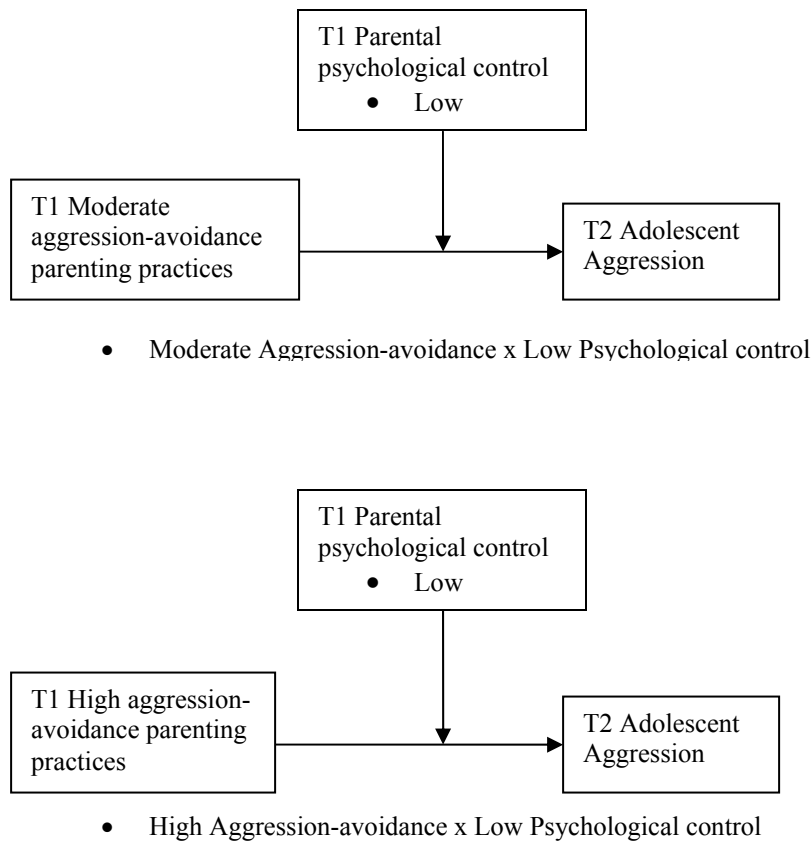 T1 Parental
psychological control
• Low
T1 Moderate
aggression-avoidance
parenting practices
T2 Adolescent
Aggression
• Moderate Aggression-avoidance x Low Psychological control
T1 Parental
psychological control
• Low
T1 High aggression-
avoidance parenting
practices
T2 Adolescent
Aggression
• High Aggression-avoidance x Low Psychological control